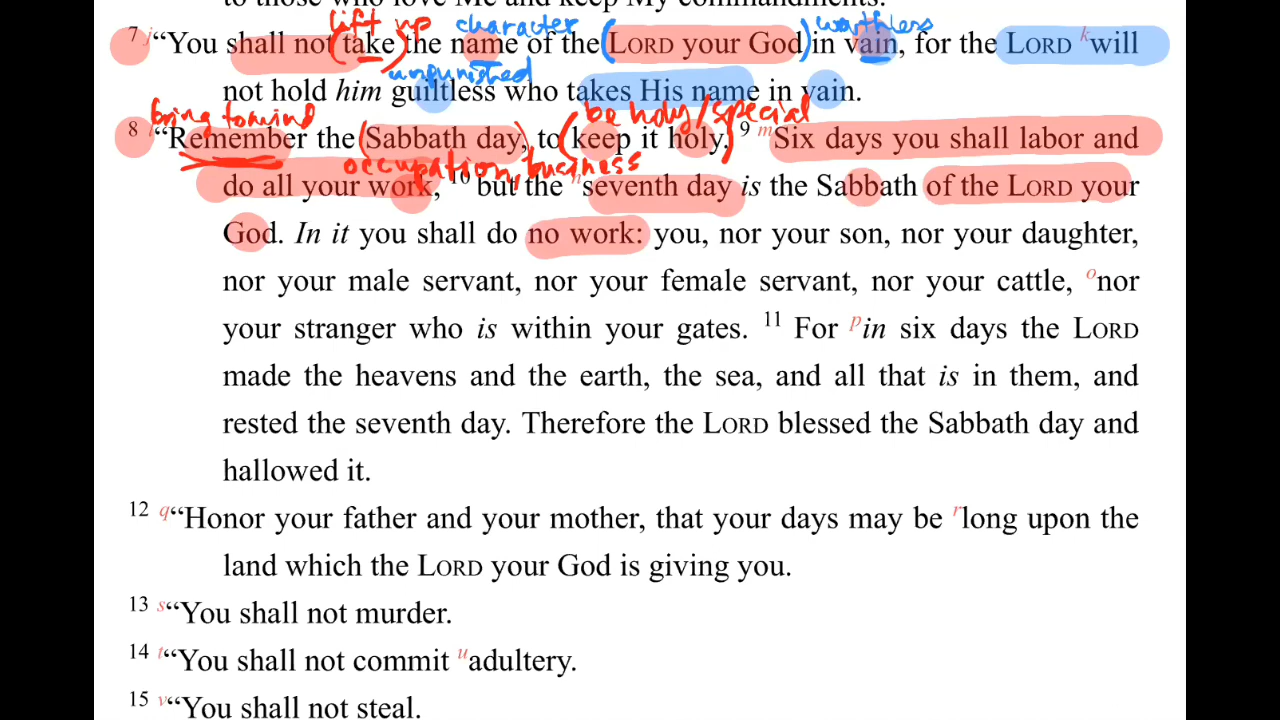 to those who love Me and keep My commandments.
lift up character worthless
7 j “You shall not (take) the name of the (LORD your God) in vain, for the LORD k will
unpunished
not hold him guiltless who takes His name in vain.
bring to mind be holy/special
8 l “Remember the (Sabbath day), to (keep it holy.) 9 m Six days you shall labor and
occupation, business
do all your work, 10 but the n seventh day is the Sabbath of the LORD your
God. In it you shall do no work: you, nor your son, nor your daughter,
nor your male servant, nor your female servant, nor your cattle, o nor
your stranger who is within your gates. 11 For p in six days the LORD
made the heavens and the earth, the sea, and all that is in them, and
rested the seventh day. Therefore the LORD blessed the Sabbath day and
hallowed it.
12 q “Honor your father and your mother, that your days may be r long upon the
land which the LORD your God is giving you.
13 s “You shall not murder.
14 t “You shall not commit u adultery.
15 v “You shall not steal.